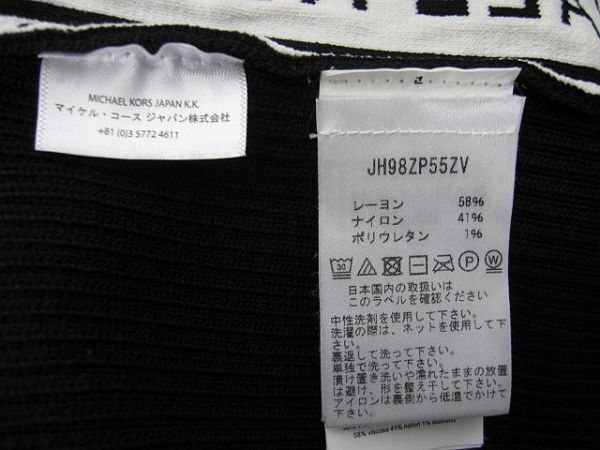 MICHAEL KORS JAPAN K.K.
マイケル・コース ジャパン株式会社
+81 (0)3 5772 4611
JH98ZP55ZV
レーヨン 58%
ナイロン 41%
ポリウレタン 1%
30
P
W
日本国内の取扱いは
このラベルを確認ください
中性洗剤を使用して下さい。
洗濯の際は、ネットを使用して下さい。
裏返して洗って下さい。
単独で洗って下さい。
漬け置き洗いや濡れたままの放置
は避け、形を整え干して下さい。
アイロンは裏側から低温でかけて
下さい。
58% viscosa 41% nailon 1% elastano